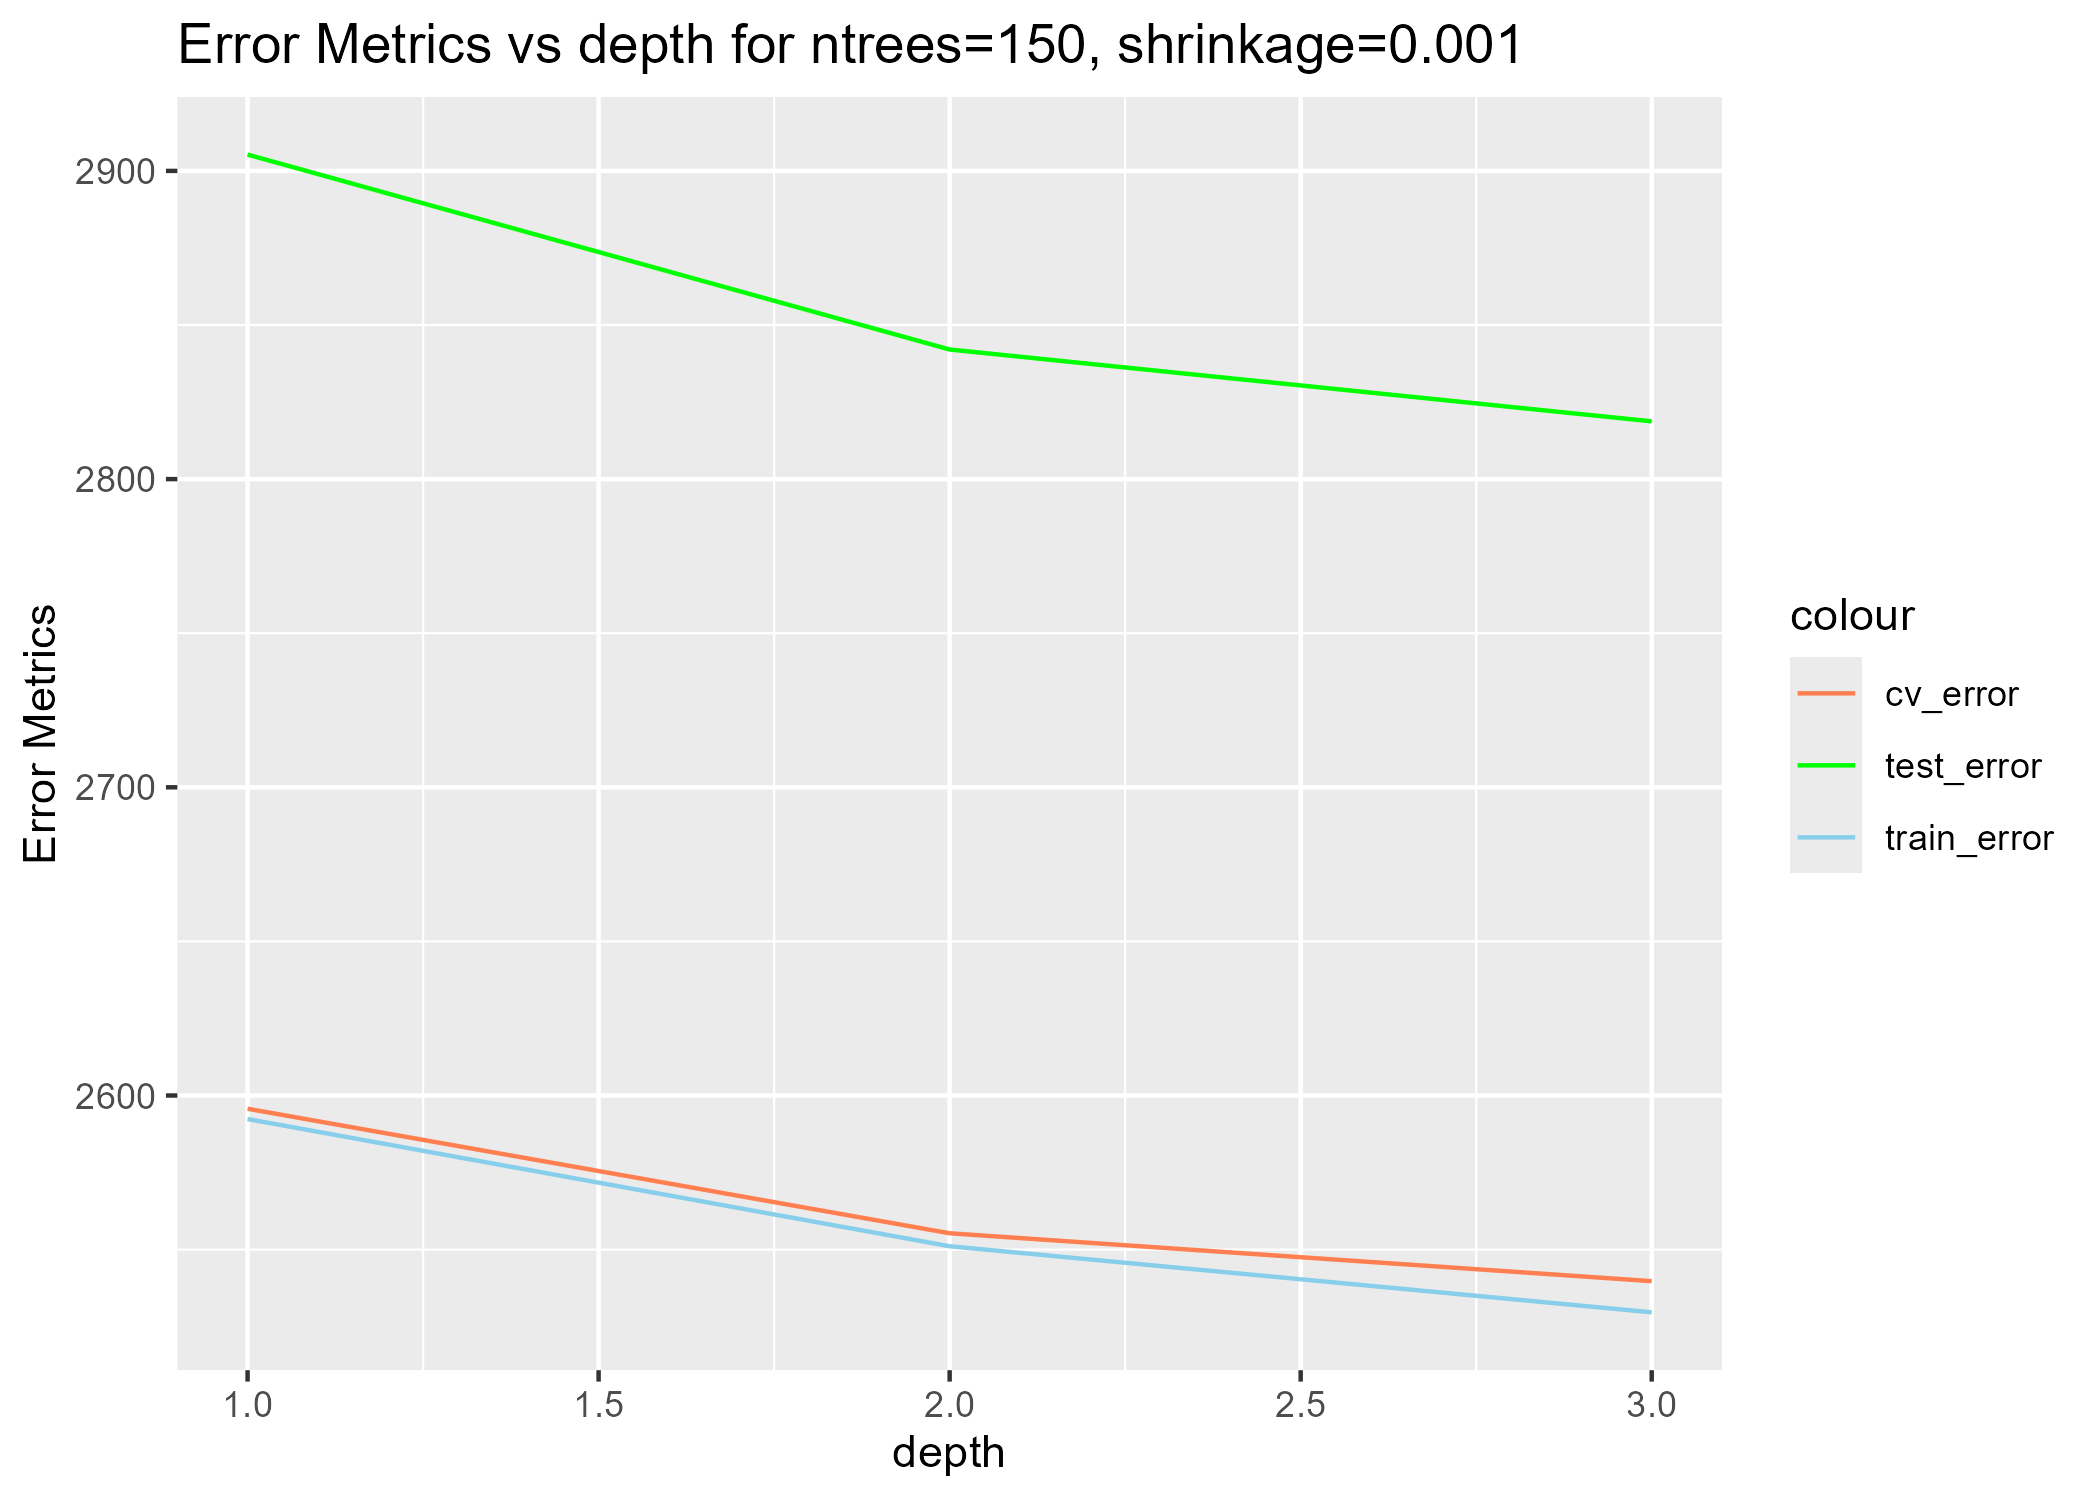 Error Metrics vs depth for ntrees=150, shrinkage=0.001
Error Metrics
2900
2800
2700
2600
1.0
1.5
2.0
2.5
3.0
depth
colour
cv_error
test_error
train_error